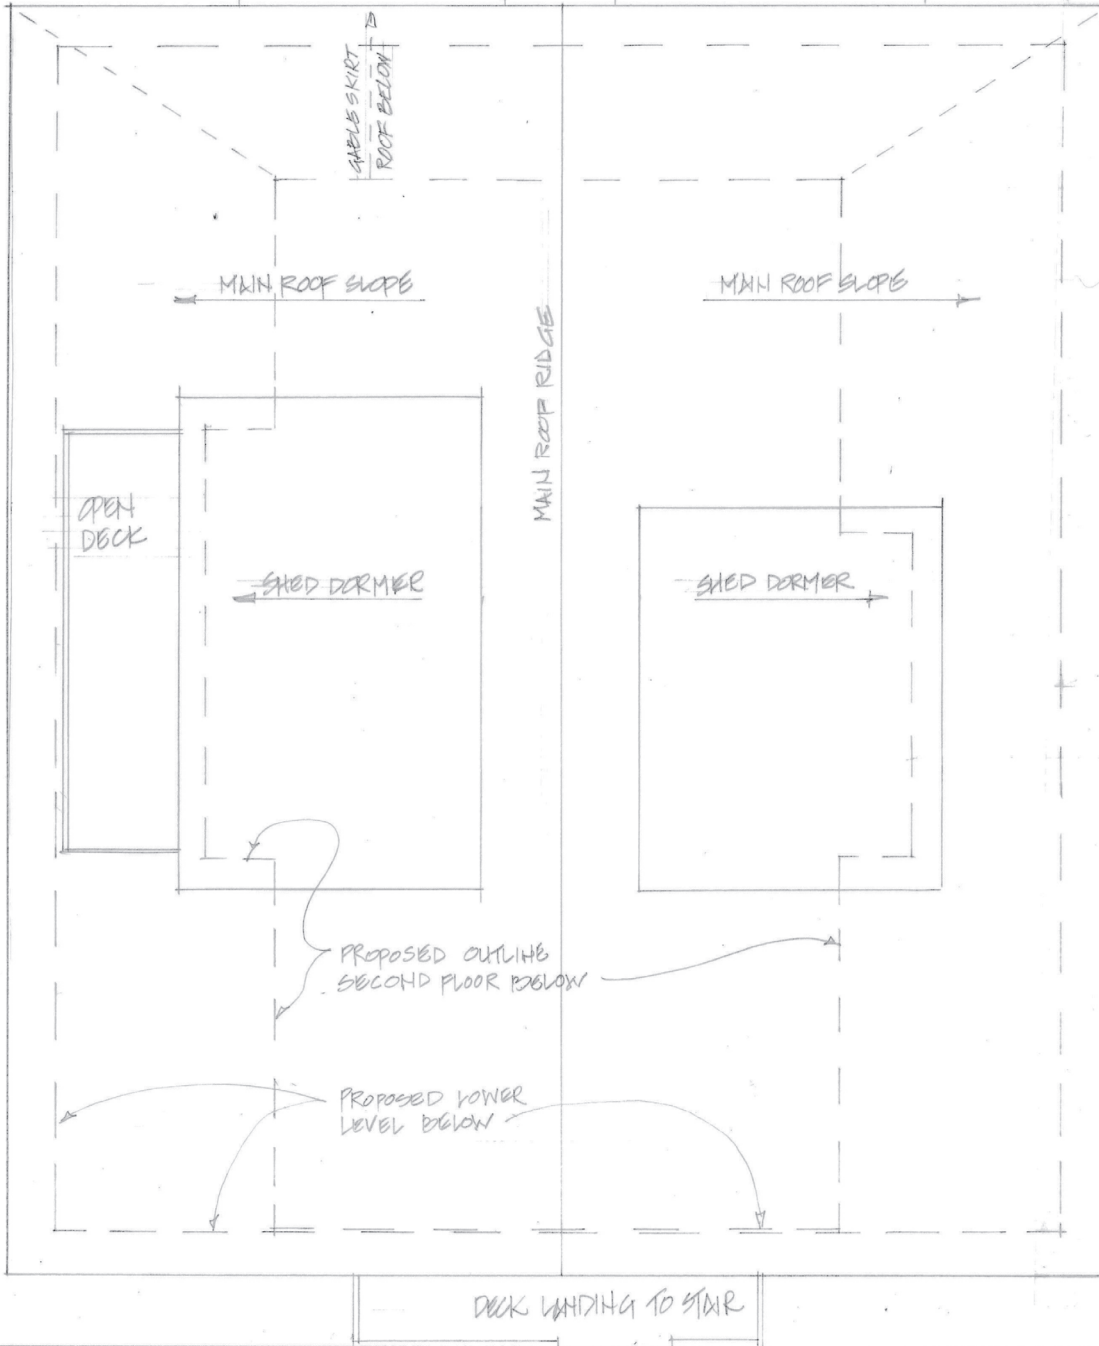 GABLE SKIRT
ROOF BELOW
MAIN ROOF SLOPE
MAIN ROOF SLOPE
MAIN ROOF RIDGE
OPEN
DECK
SHED DORMER
SHED DORMER
PROPOSED OUTLINE
SECOND FLOOR BELOW
PROPOSED LOWER
LEVEL BELOW
DECK LANDING TO STAIR